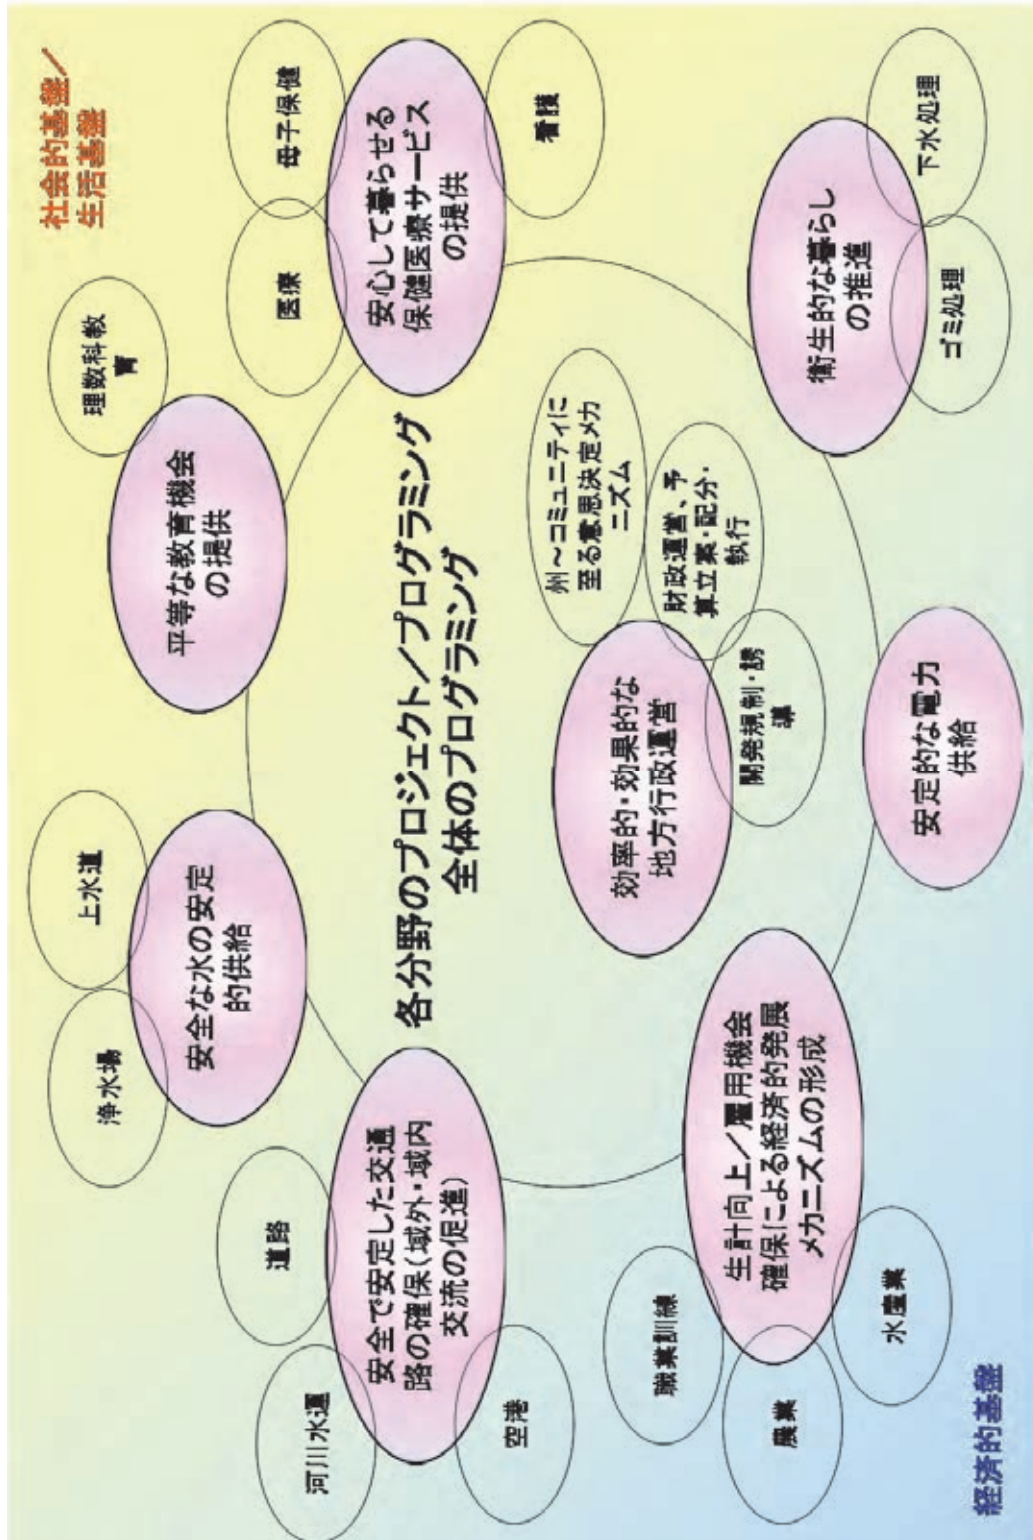 社会的基盤／
生活基盤
各分野のプロジェクト／プログラミング
全体のプログラミング
安全で安定した交通
路の確保（域外・域内
交流の促進）
河川水運
道路
空港
安全な水の安定
的供給
浄水場
上水道
平等な教育機会
の提供
理数科教
育
安心して暮らせる
保健医療サービス
の提供
医療
母子保健
看護
効率的・効果的な
地方行政運営
州～コミュニティに
至る意思決定メカ
ニズム
財政運営、予
算立案・配分・
執行
開発規制・誘
導
衛生的な暮らし
の推進
ゴミ処理
下水処理
安定的な電力
供給
生計向上／雇用機会
確保による経済的発展
メカニズムの形成
職業訓練
農業
水産業
経済的基盤